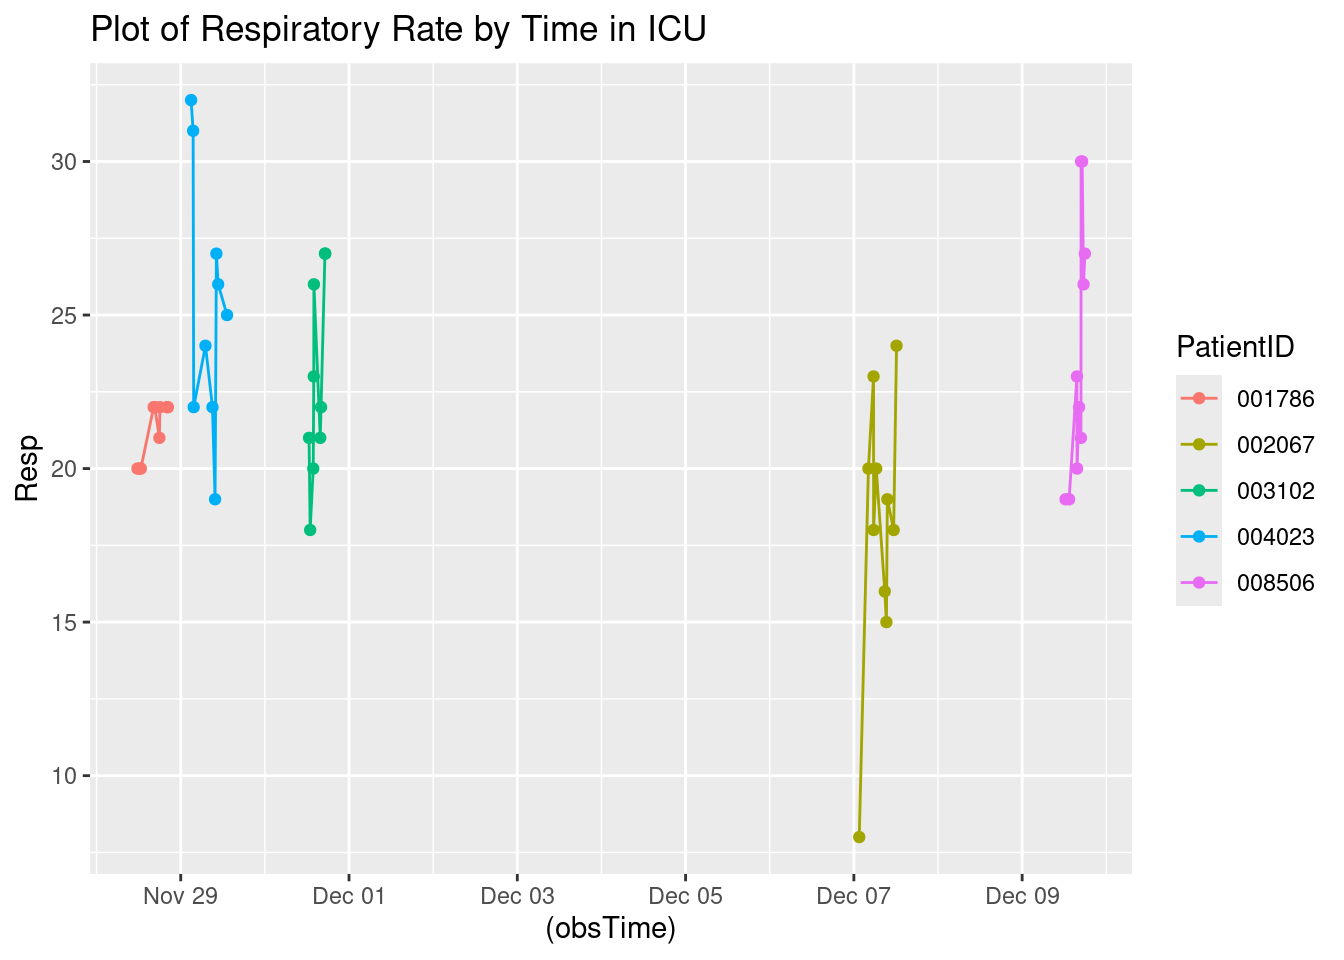 Plot of Respiratory Rate by Time in ICU
30
25
20
15
10
Resp
Nov 29
Dec 01
Dec 03
Dec 05
Dec 07
Dec 09
(obsTime)
PatientID
001786
002067
003102
004023
008506